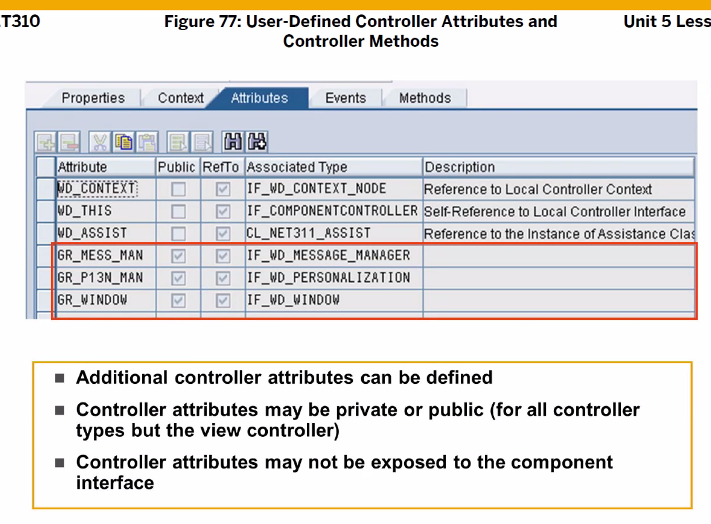 T310
Figure 77: User-Defined Controller Attributes and
Controller Methods
Unit 5 Less
Properties Context Attributes Events Methods
Attribute Public RefTo Associated Type Description
WD_CONTEXT IF_WD_CONTEXT_NODE Reference to Local Controller Context
WD_THIS IF_COMPONENTCONTROLLER Self-Reference to Local Controller Interface
WD_ASSIST CL_NET311_ASSIST Reference to the Instance of Assistance Clas
GR_MESS_MAN IF_WD_MESSAGE_MANAGER
GR_P13N_MAN IF_WD_PERSONALIZATION
GR_WINDOW IF_WD_WINDOW
■ Additional controller attributes can be defined
■ Controller attributes may be private or public (for all controller
types but the view controller)
■ Controller attributes may not be exposed to the component
interface